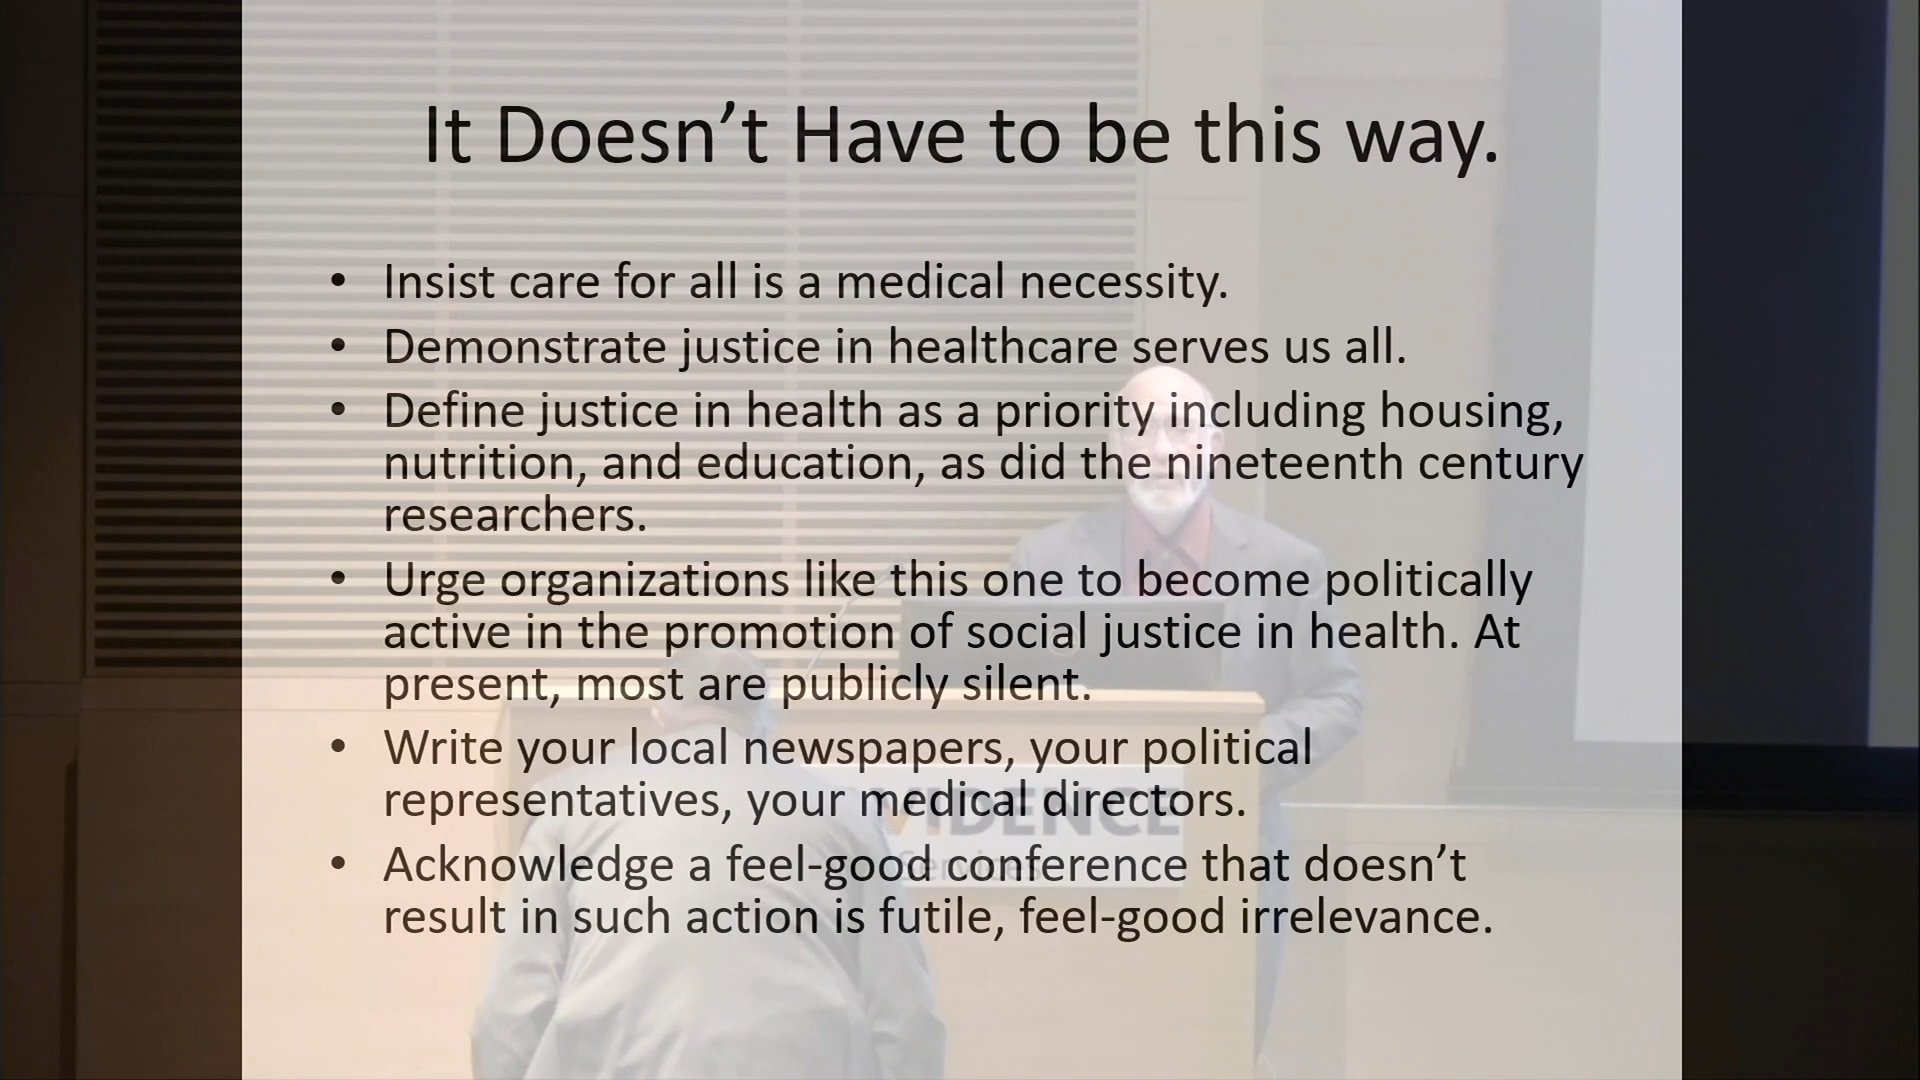 It Doesn’t Have to be this way.
• Insist care for all is a medical necessity.
• Demonstrate justice in healthcare serves us all.
• Define justice in health as a priority including housing,
nutrition, and education, as did the nineteenth century
researchers.
• Urge organizations like this one to become politically
active in the promotion of social justice in health. At
present, most are publicly silent.
• Write your local newspapers, your political
representatives, your medical directors.
• Acknowledge a feel-good conference that doesn’t
result in such action is futile, feel-good irrelevance.
VIDENCE
Services